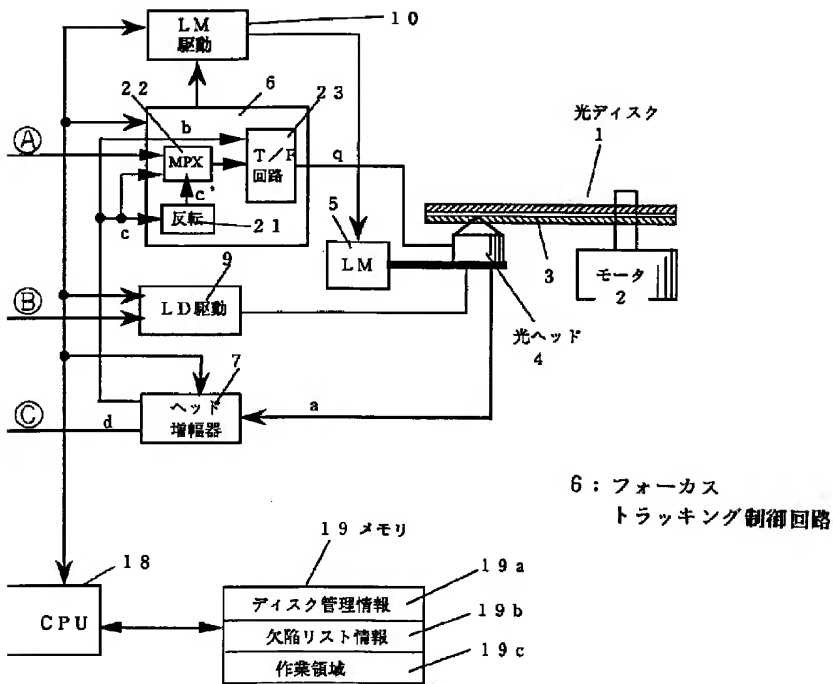 LM
駆動
10
22
6
23
b
Ⓐ
MPX
T/F
回路
q
c'
c
反転
21
光ディスク
1
5
LM
3
モータ
2
9
Ⓑ
LD駆動
光ヘッド
4
7
Ⓒ
d
ヘッド
増幅器
a
6：フォーカス
トラッキング制御回路
18
CPU
19 メモリ
ディスク管理情報
19a
欠陥リスト情報
19b
作業領域
19c